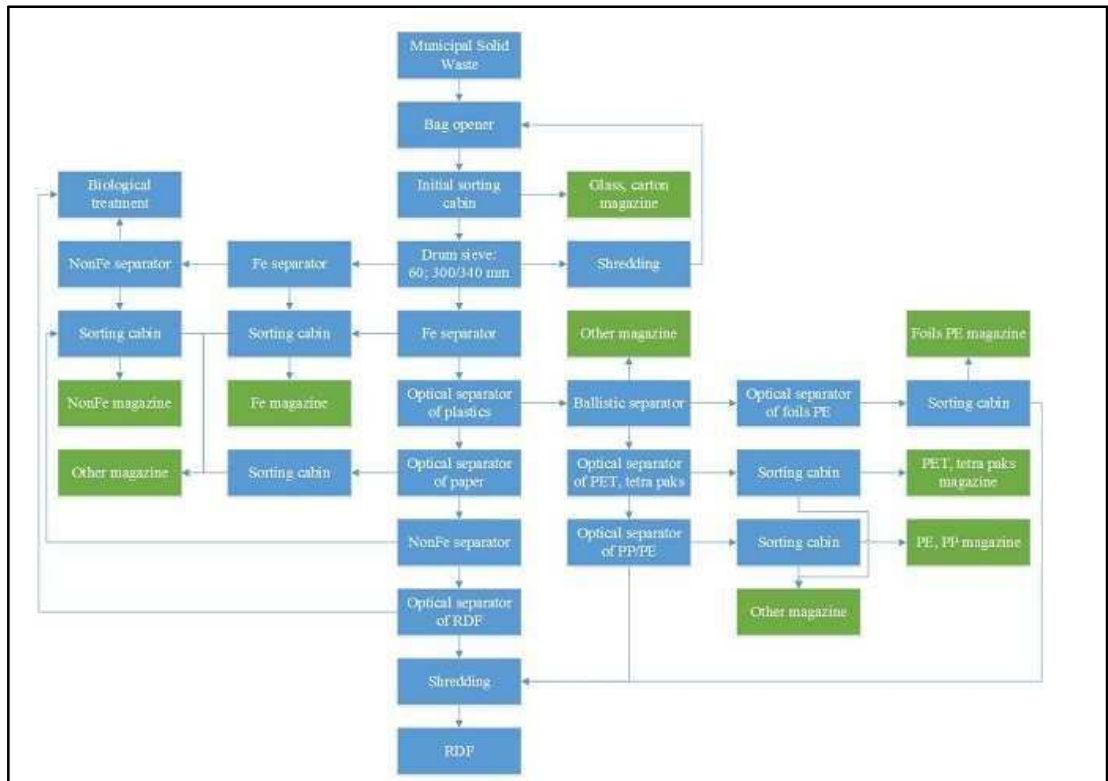 Municipal Solid
Waste
Bag opener
Biological
treatment
Initial sorting
cabin
Glass, carton
magazine
NonFe separator
Fe separator
Drum sieve:
60; 300/340 mm
Shredding
Sorting cabin
Sorting cabin
Fe separator
Other magazine
Foils PE magazine
NonFe magazine
Fe magazine
Optical separator
of plastics
Ballistic separator
Optical separator
of foils PE
Sorting cabin
Other magazine
Sorting cabin
Optical separator
of paper
Optical separator
of PET, tetra paks
Sorting cabin
PET, tetra paks
magazine
NonFe separator
Optical separator
of PP/PE
Sorting cabin
PE, PP magazine
Optical separator
of RDF
Other magazine
Shredding
RDF